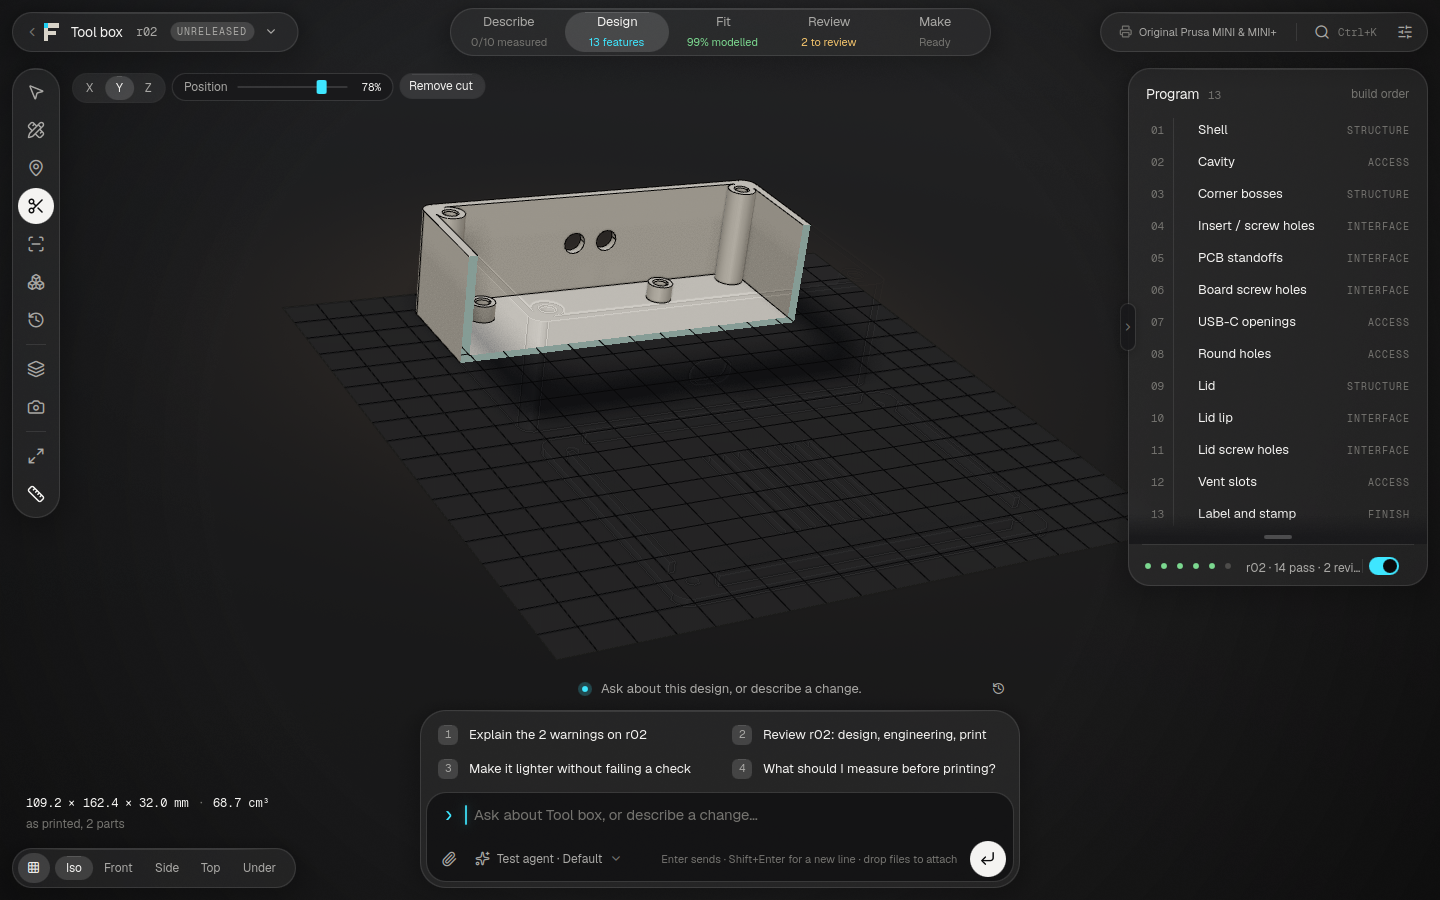 Tool box r02 UNRELEASED
Describe
0/10 measured
Design
13 features
Fit
99% modelled
Review
2 to review
Make
Ready
Original Prusa MINI & MINI+
Ctrl+K
X Y Z
Position 78%
Remove cut
Program 13 build order
01 Shell STRUCTURE
02 Cavity ACCESS
03 Corner bosses STRUCTURE
04 Insert / screw holes INTERFACE
05 PCB standoffs INTERFACE
06 Board screw holes INTERFACE
07 USB-C openings ACCESS
08 Round holes ACCESS
09 Lid STRUCTURE
10 Lid lip INTERFACE
11 Lid screw holes INTERFACE
12 Vent slots ACCESS
13 Label and stamp FINISH
r02 · 14 pass · 2 revi…
Ask about this design, or describe a change.
1 Explain the 2 warnings on r02
2 Review r02: design, engineering, print
3 Make it lighter without failing a check
4 What should I measure before printing?
Ask about Tool box, or describe a change…
Test agent · Default
Enter sends · Shift+Enter for a new line · drop files to attach
109.2 × 162.4 × 32.0 mm · 68.7 cm³
as printed, 2 parts
Iso Front Side Top Under